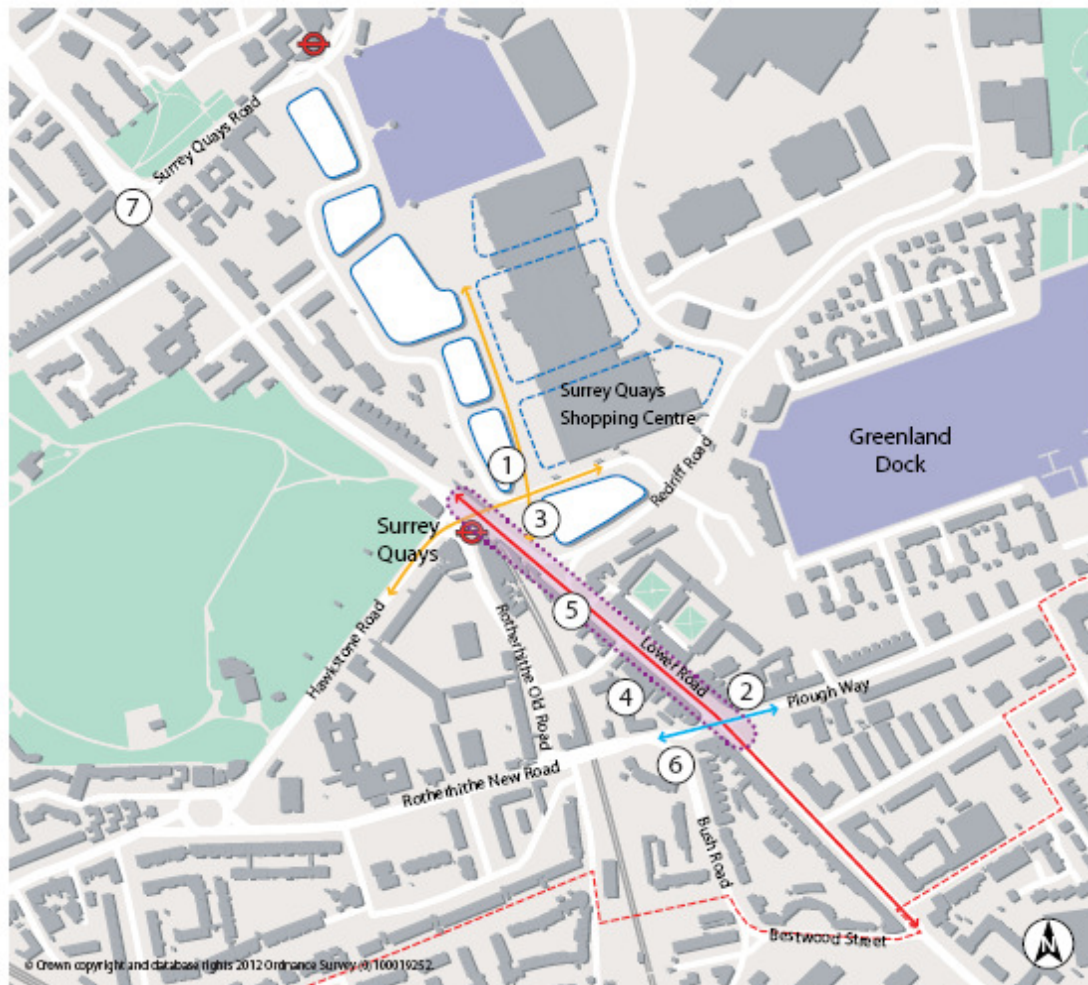 Surrey Quays Road
7
Surrey Quays
Shopping Centre
Greenland
Dock
1
Redriff Road
3
Surrey
Quays
5
Hawkstone Road
Rotherhithe Old Road
Lower Road
2
Plough Way
4
6
Rotherhithe New Road
Bush Road
Bestwood Street
N
© Crown copyright and database rights 2012 Ordnance Survey (0)100019252.